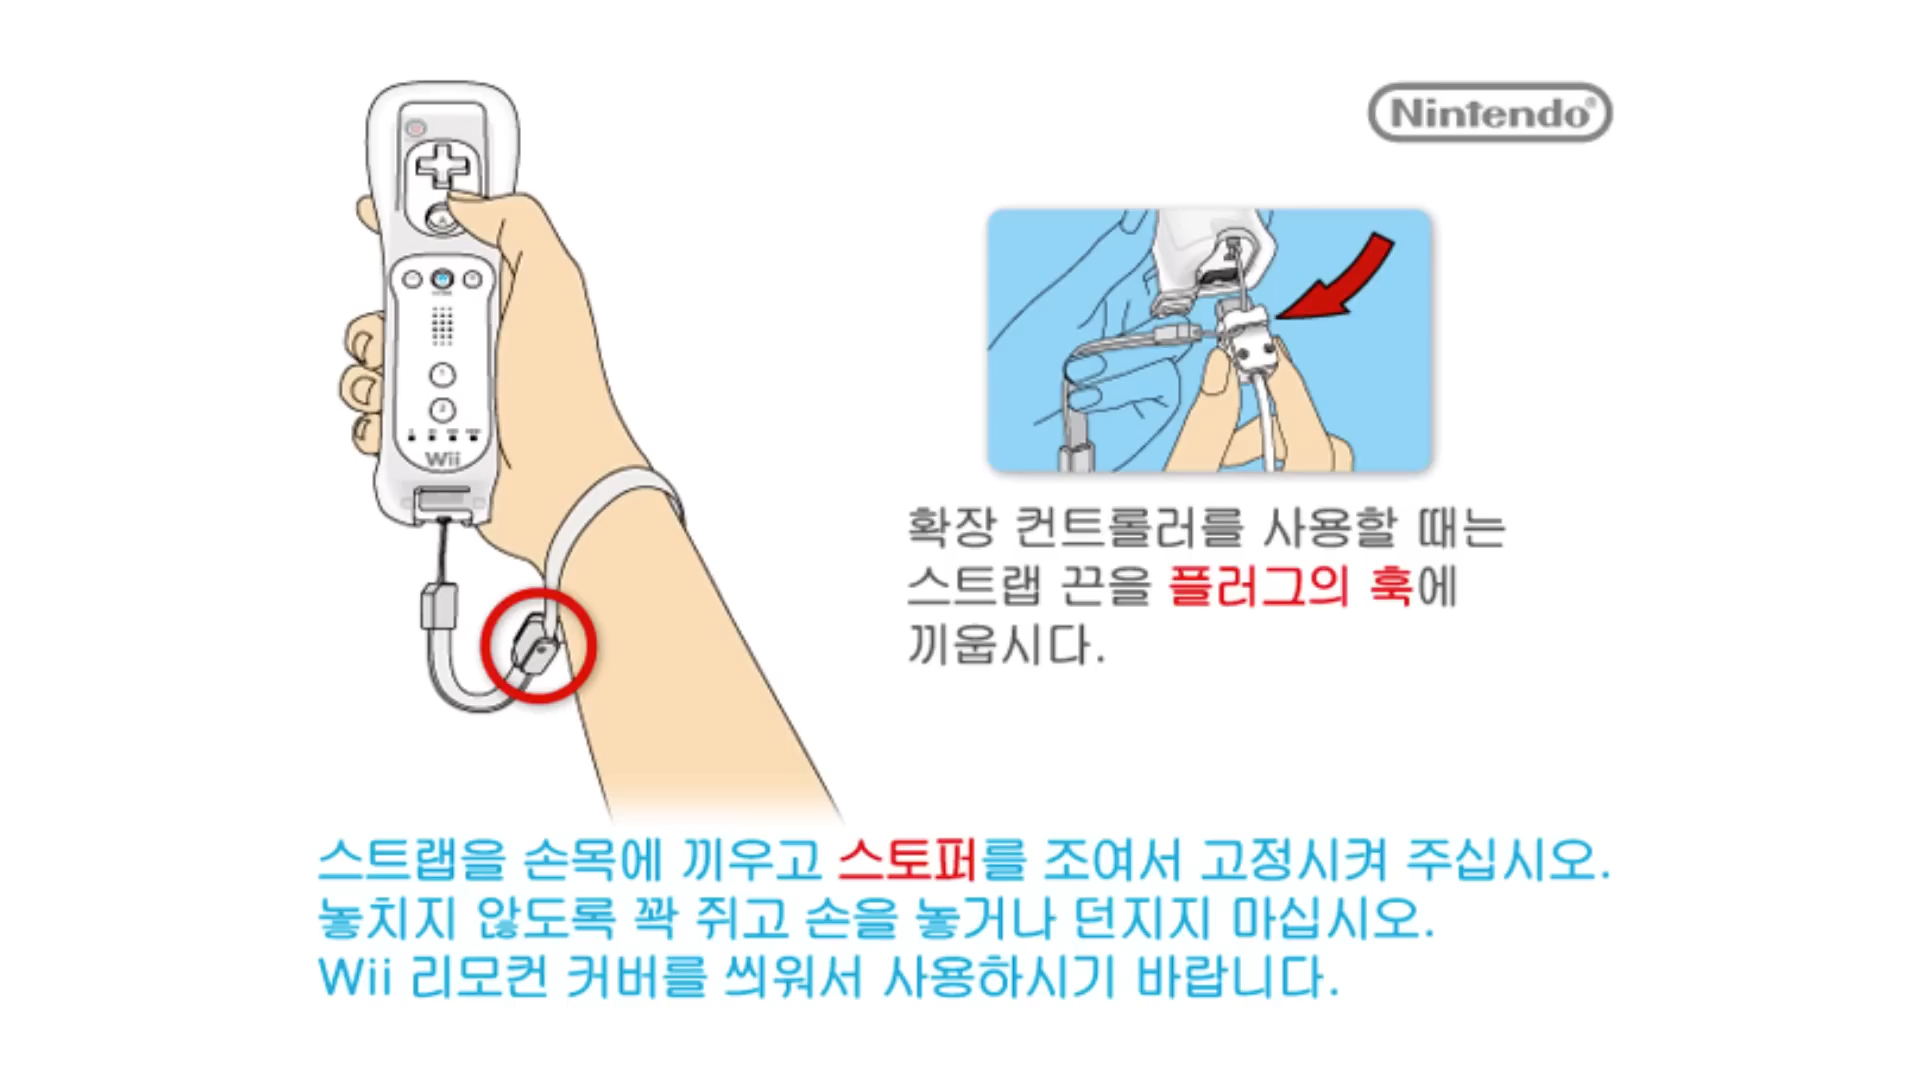 Nintendo®
Wii
확장 컨트롤러를 사용할 때는
스트랩 끈을 플러그의 훅에
끼웁시다.
스트랩을 손목에 끼우고 스토퍼를 조여서 고정시켜 주십시오.
놓치지 않도록 꽉 쥐고 손을 놓거나 던지지 마십시오.
Wii 리모컨 커버를 씌워서 사용하시기 바랍니다.